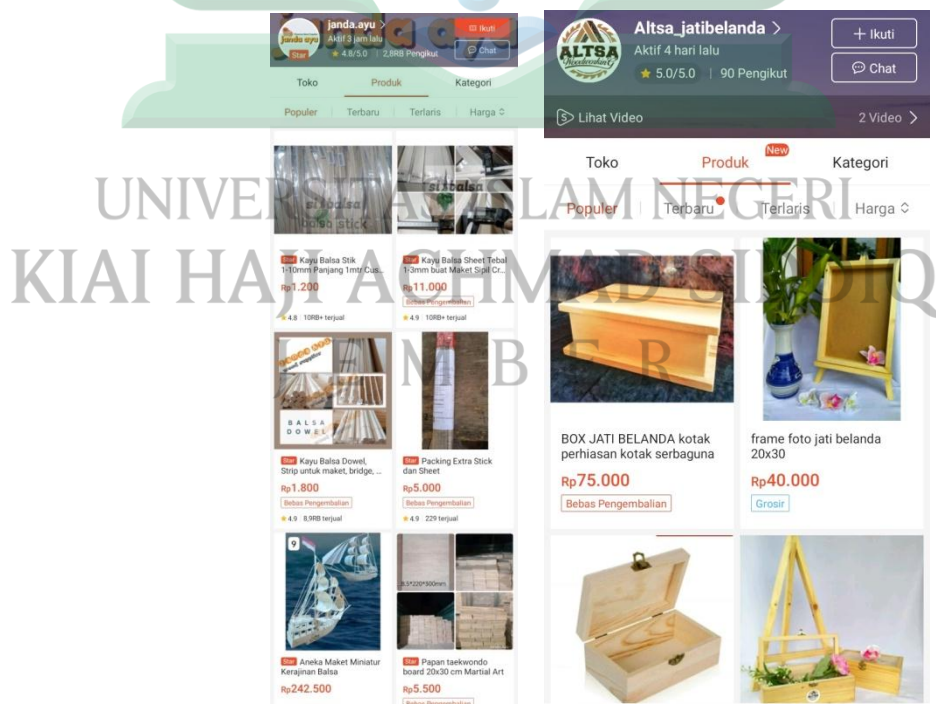 janda.ayu >
Aktif 3 jam lalu
4.8/5.0 | 2,8RB Pengikut
Star
Ikuti
Chat
Toko Produk Kategori
Populer Terbaru Terlaris Harga
Star Kayu Balsa Stik
1-10mm Panjang 1mtr Cus...
Rp1.200
4.8 10RB+ terjual
Star Kayu Balsa Sheet Tebal
1-3mm buat Maket Sipil Cr...
Rp11.000
Bebas Pengembalian
4.9 10RB+ terjual
BALSA
DOWEL
Star Kayu Balsa Dowel,
Strip untuk maket, bridge, ...
Rp1.800
Bebas Pengembalian
4.9 8,9RB terjual
Star Packing Extra Stick
dan Sheet
Rp5.000
Bebas Pengembalian
4.9 229 terjual
9
Star Aneka Maket Miniatur
Kerajinan Balsa
Rp242.500
Star Papan taekwondo
board 20x30 cm Martial Art
Rp5.500
Bebas Pengembalian
Altsa_jatibelanda >
Aktif 4 hari lalu
5.0/5.0 | 90 Pengikut
ALTSA
+ Ikuti
Chat
Lihat Video 2 Video >
New
Toko Produk Kategori
Populer Terbaru Terlaris Harga
BOX JATI BELANDA kotak
perhiasan kotak serbaguna
Rp75.000
Bebas Pengembalian
frame foto jati belanda
20x30
Rp40.000
Grosir
UNIVERSITAS ISLAM NEGERI
KIAI HAJI ACHMAD SIDDIQ
JEMBER